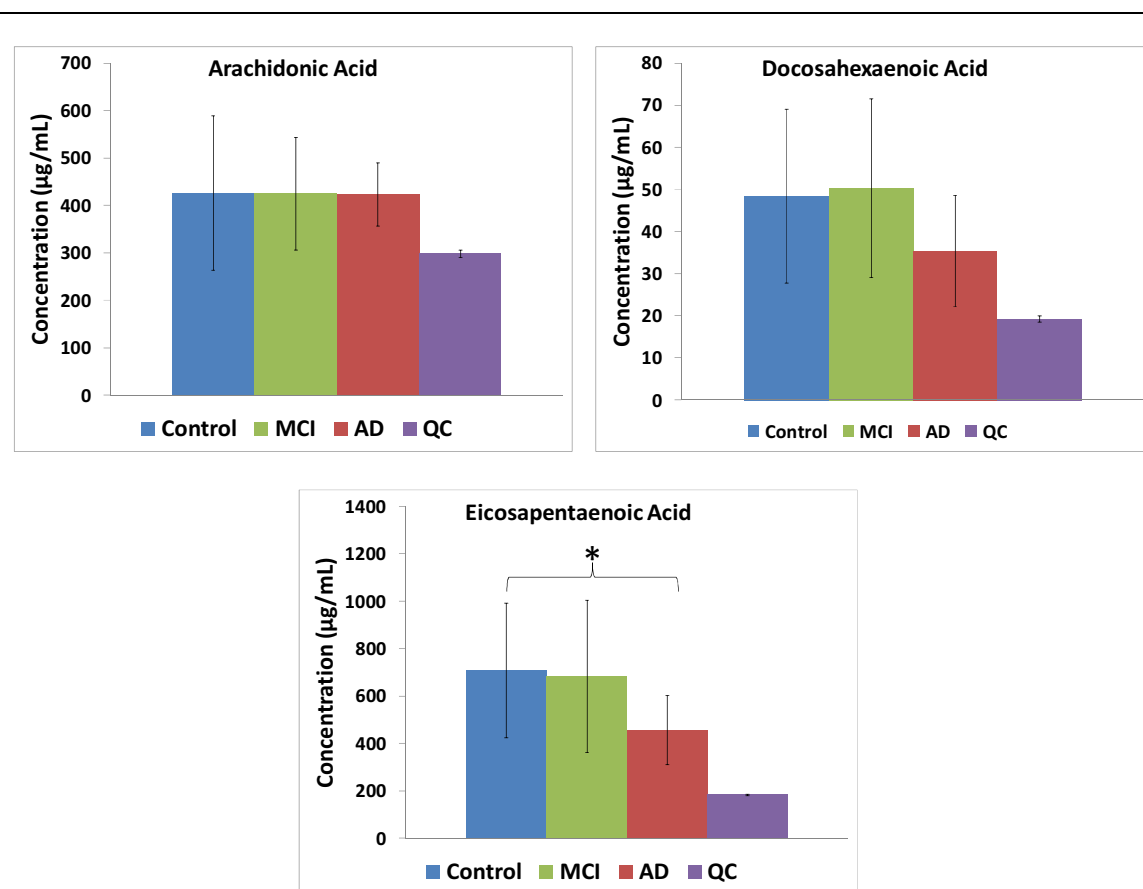 Arachidonic Acid
Concentration (µg/mL)
700
600
500
400
300
200
100
0
Control MCI AD QC
Docosahexaenoic Acid
Concentration (µg/mL)
80
70
60
50
40
30
20
10
0
Control MCI AD QC
Eicosapentaenoic Acid
Concentration (µg/mL)
1400
1200
1000
800
600
400
200
0
*
Control MCI AD QC